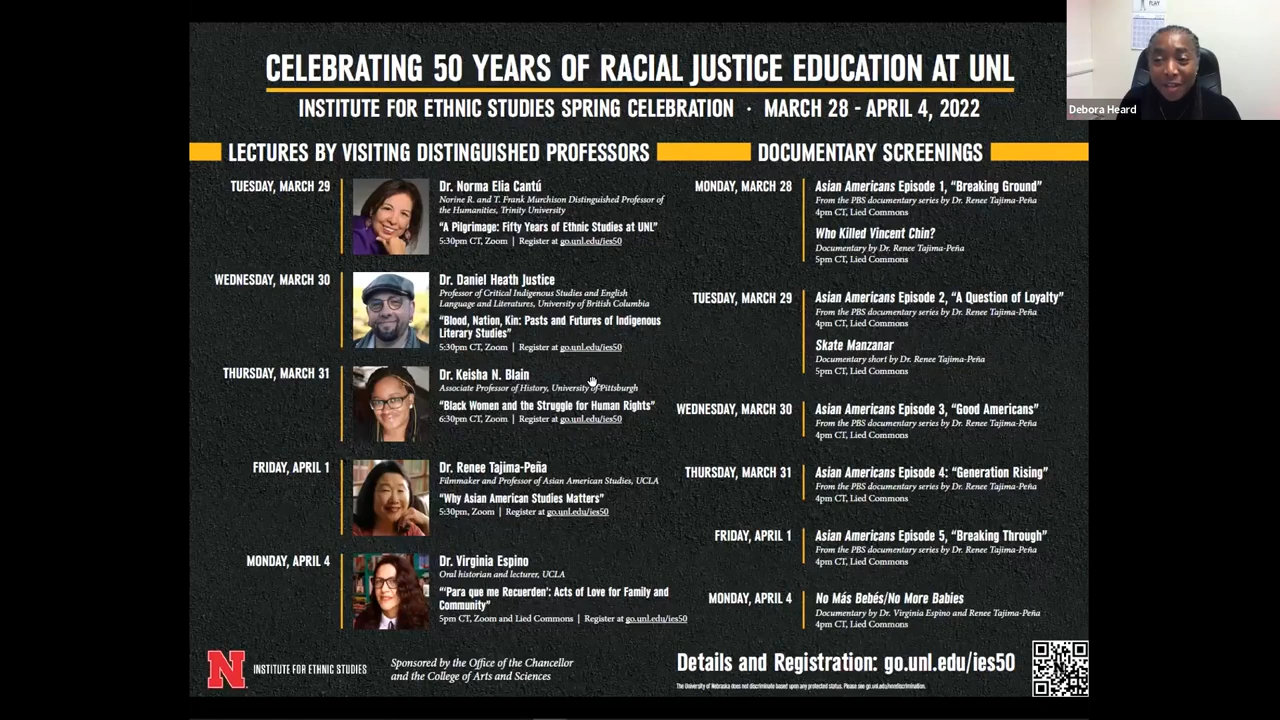 PLAY
Debora Heard
CELEBRATING 50 YEARS OF RACIAL JUSTICE EDUCATION AT UNL
INSTITUTE FOR ETHNIC STUDIES SPRING CELEBRATION · MARCH 28 - APRIL 4, 2022
LECTURES BY VISITING DISTINGUISHED PROFESSORS
TUESDAY, MARCH 29
Dr. Norma Elia Cantú
Norine R. and T. Frank Murchison Distinguished Professor of
the Humanities, Trinity University
“A Pilgrimage: Fifty Years of Ethnic Studies at UNL”
5:30pm CT, Zoom | Register at go.unl.edu/ies50
WEDNESDAY, MARCH 30
Dr. Daniel Heath Justice
Professor of Critical Indigenous Studies and English
Language and Literatures, University of British Columbia
“Blood, Nation, Kin: Pasts and Futures of Indigenous
Literary Studies”
5:30pm CT, Zoom | Register at go.unl.edu/ies50
THURSDAY, MARCH 31
Dr. Keisha N. Blain
Associate Professor of History, University of Pittsburgh
“Black Women and the Struggle for Human Rights”
6:30pm CT, Zoom | Register at go.unl.edu/ies50
FRIDAY, APRIL 1
Dr. Renee Tajima-Peña
Filmmaker and Professor of Asian American Studies, UCLA
“Why Asian American Studies Matters”
5:30pm, Zoom | Register at go.unl.edu/ies50
MONDAY, APRIL 4
Dr. Virginia Espino
Oral historian and lecturer, UCLA
“‘Para que me Recuerden’: Acts of Love for Family and
Community”
5pm CT, Zoom and Lied Commons | Register at go.unl.edu/ies50
DOCUMENTARY SCREENINGS
MONDAY, MARCH 28
Asian Americans Episode 1, “Breaking Ground”
From the PBS documentary series by Dr. Renee Tajima-Peña
4pm CT, Lied Commons
Who Killed Vincent Chin?
Documentary by Dr. Renee Tajima-Peña
5pm CT, Lied Commons
TUESDAY, MARCH 29
Asian Americans Episode 2, “A Question of Loyalty”
From the PBS documentary series by Dr. Renee Tajima-Peña
4pm CT, Lied Commons
Skate Manzanar
Documentary short by Dr. Renee Tajima-Peña
5pm CT, Lied Commons
WEDNESDAY, MARCH 30
Asian Americans Episode 3, “Good Americans”
From the PBS documentary series by Dr. Renee Tajima-Peña
4pm CT, Lied Commons
THURSDAY, MARCH 31
Asian Americans Episode 4: “Generation Rising”
From the PBS documentary series by Dr. Renee Tajima-Peña
4pm CT, Lied Commons
FRIDAY, APRIL 1
Asian Americans Episode 5, “Breaking Through”
From the PBS documentary series by Dr. Renee Tajima-Peña
4pm CT, Lied Commons
MONDAY, APRIL 4
No Más Bebés/No More Babies
Documentary by Dr. Virginia Espino and Renee Tajima-Peña
4pm CT, Lied Commons
N
INSTITUTE FOR ETHNIC STUDIES
Sponsored by the Office of the Chancellor
and the College of Arts and Sciences
Details and Registration: go.unl.edu/ies50
The University of Nebraska does not discriminate based upon any protected status. Please see go.unl.edu/nondiscrimination.